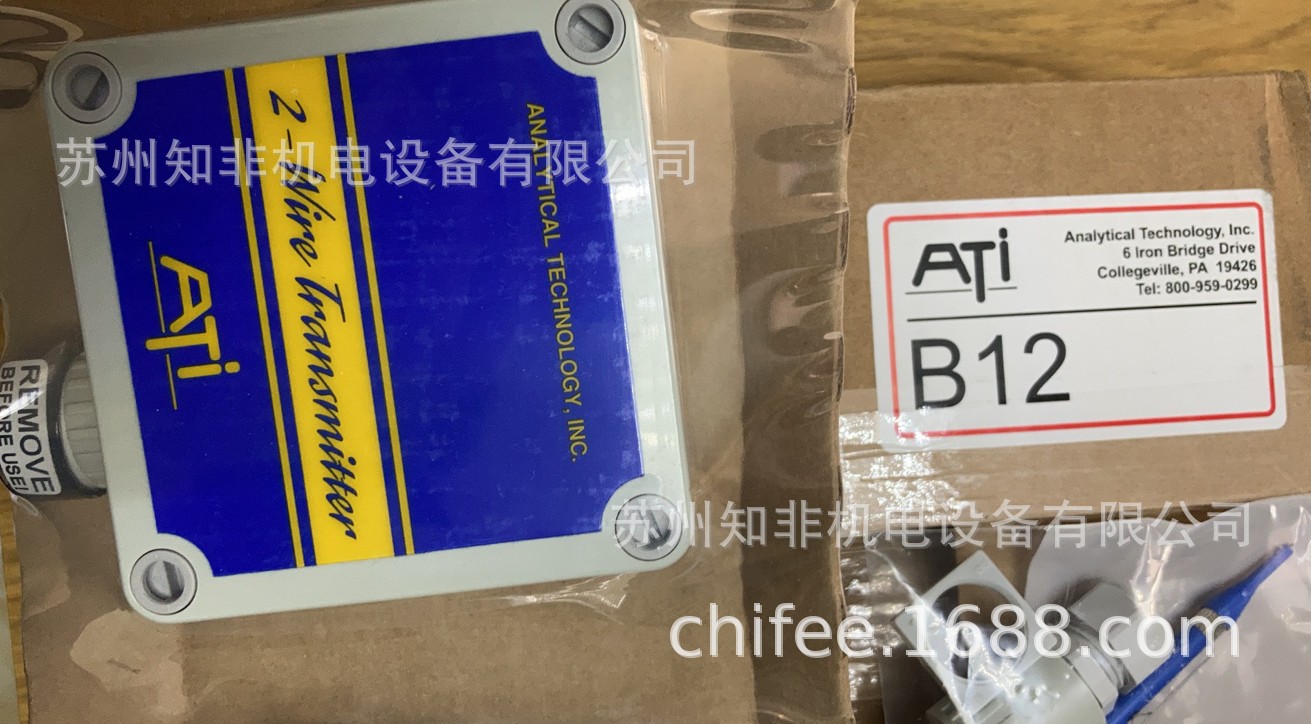 ANALYTICAL TECHNOLOGY, INC.
2-Wire Transmitter
ATi
REMOVE
BEFORE USE!
ATi
Analytical Technology, Inc.
6 Iron Bridge Drive
Collegeville, PA 19426
Tel: 800-959-0299
B12
苏州知非机电设备有限公司
苏州知非机电设备有限公司
chifee.1688.com